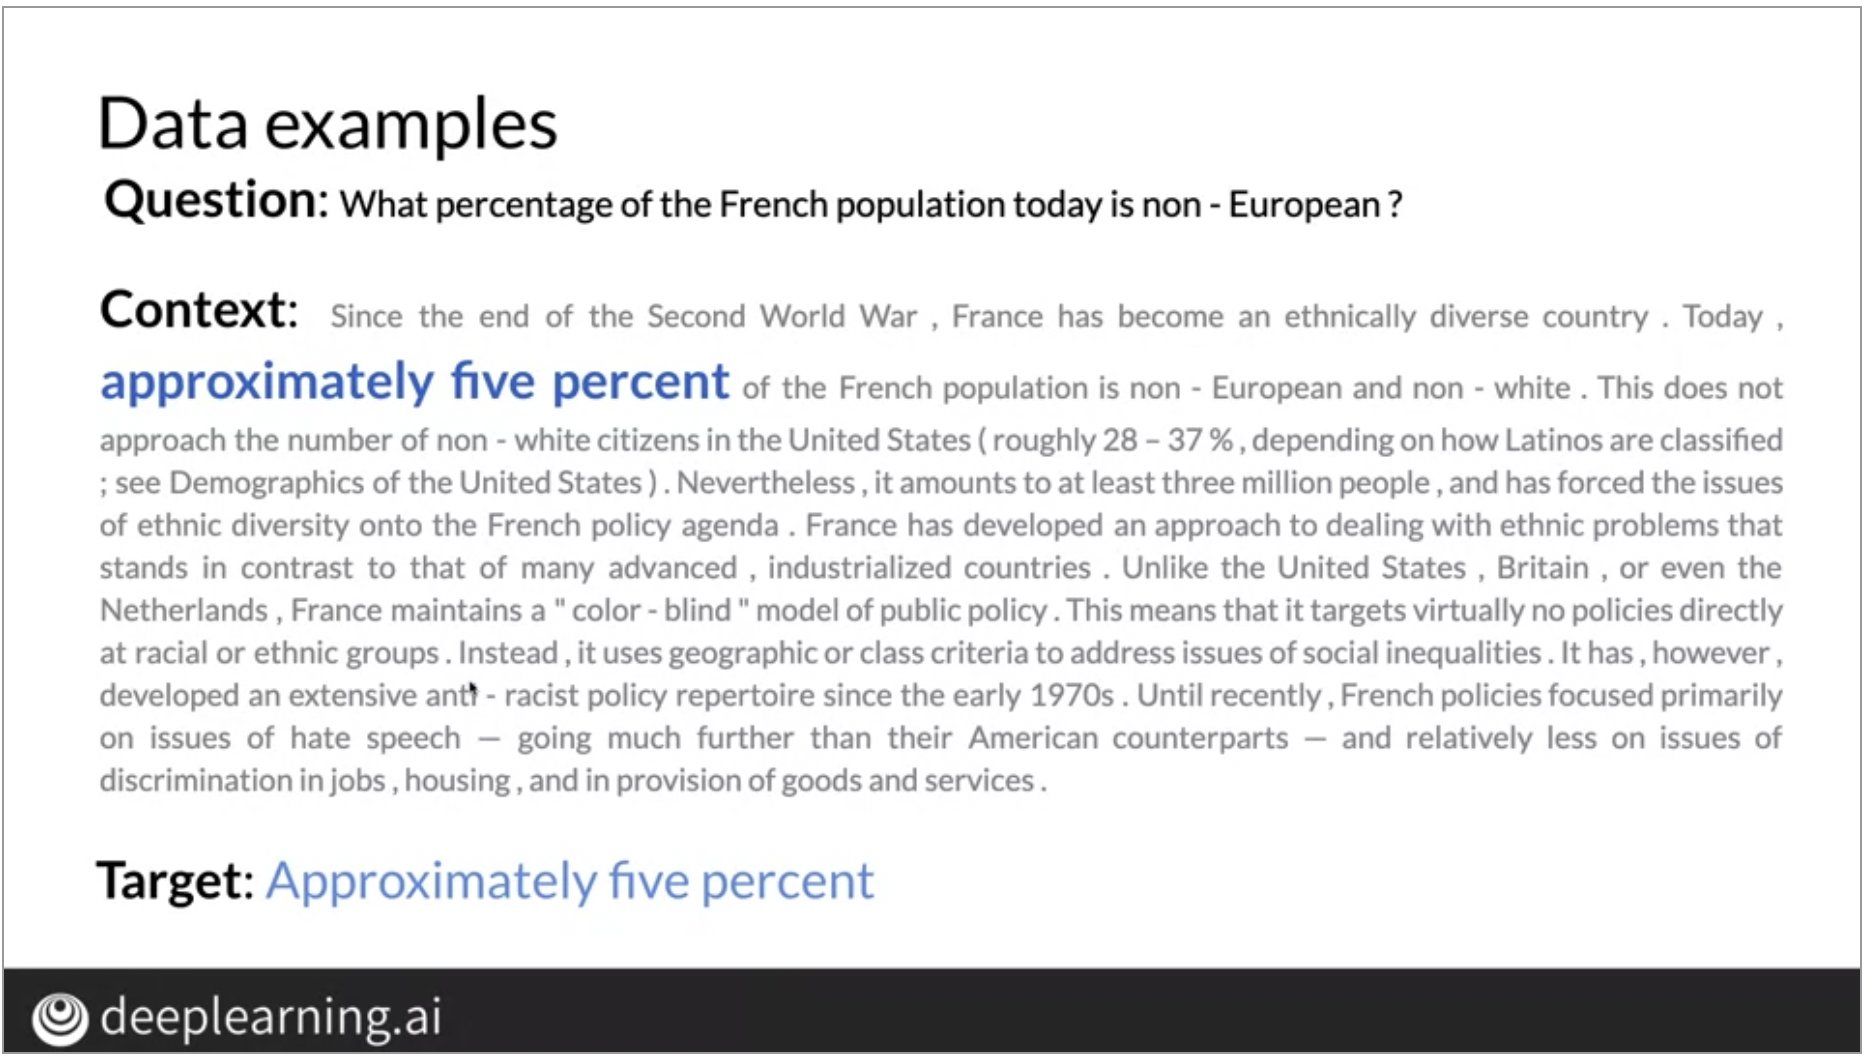 Data examples
Question: What percentage of the French population today is non - European ?
Context: Since the end of the Second World War , France has become an ethnically diverse country . Today ,
approximately five percent of the French population is non - European and non - white . This does not
approach the number of non - white citizens in the United States ( roughly 28 – 37 % , depending on how Latinos are classified
; see Demographics of the United States ) . Nevertheless , it amounts to at least three million people , and has forced the issues
of ethnic diversity onto the French policy agenda . France has developed an approach to dealing with ethnic problems that
stands in contrast to that of many advanced , industrialized countries . Unlike the United States , Britain , or even the
Netherlands , France maintains a " color - blind " model of public policy . This means that it targets virtually no policies directly
at racial or ethnic groups . Instead , it uses geographic or class criteria to address issues of social inequalities . It has , however ,
developed an extensive anti - racist policy repertoire since the early 1970s . Until recently , French policies focused primarily
on issues of hate speech — going much further than their American counterparts — and relatively less on issues of
discrimination in jobs , housing , and in provision of goods and services .
Target: Approximately five percent
deeplearning.ai